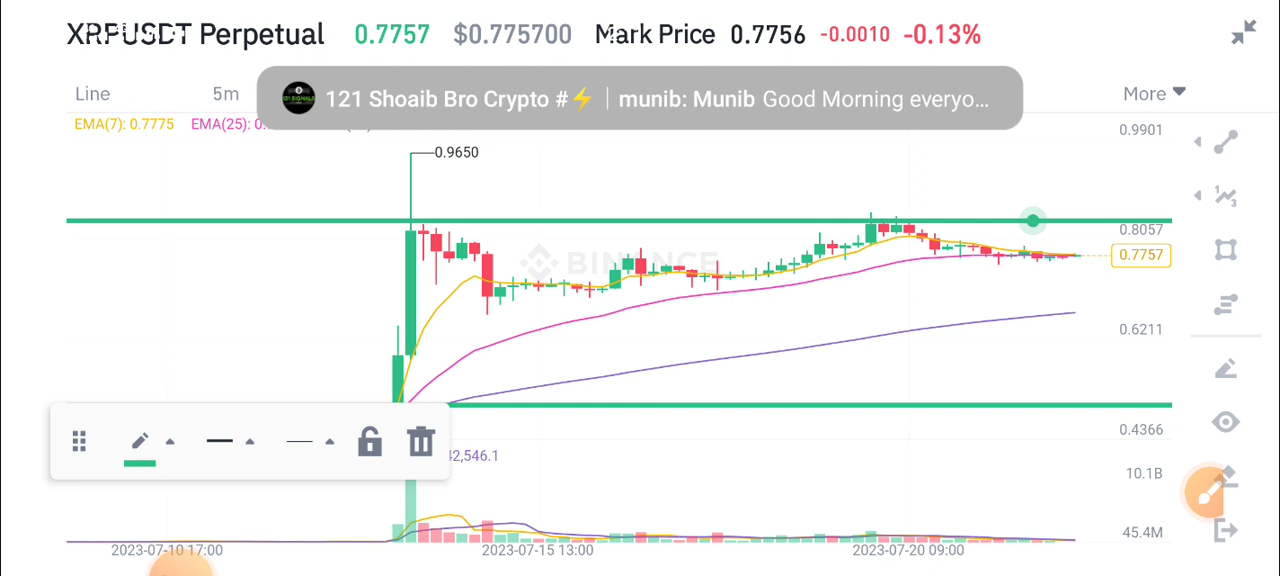 XRPUSDT Perpetual 0.7757 $0.775700 Mark Price 0.7756 -0.0010 -0.13%
121 Shoaib Bro Crypto #⚡ | munib: Munib Good Morning everyo...
Line 5m More
EMA(7): 0.7775 EMA(25): 0.
0.9901
0.9650
0.8057
0.7757
BINANCE
0.6211
0.4366
42,546.1
10.1B
45.4M
2023-07-10 17:00 2023-07-15 13:00 2023-07-20 09:00